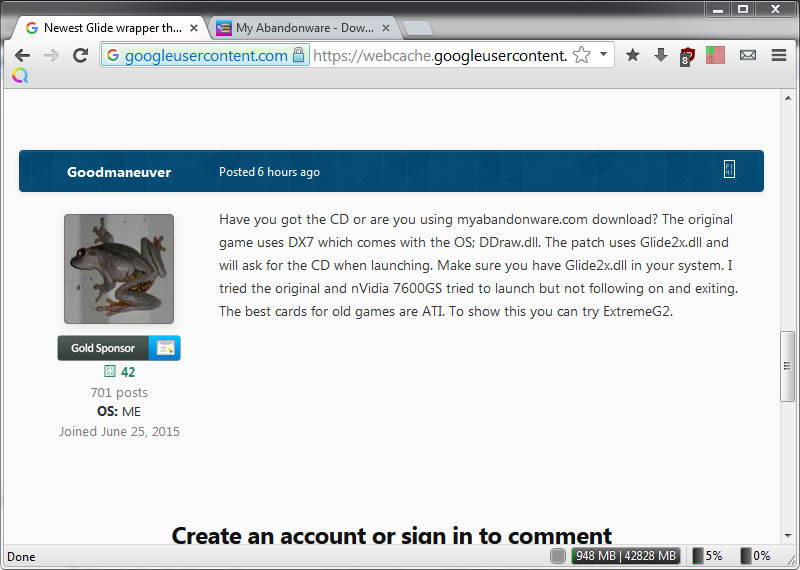 Newest Glide wrapper th...
My Abandonware - Dow...
googleusercontent.com https://webcache.googleusercontent.
8
Goodmaneuver
Posted 6 hours ago
Have you got the CD or are you using myabandonware.com download? The original
game uses DX7 which comes with the OS; DDraw.dll. The patch uses Glide2x.dll and
will ask for the CD when launching. Make sure you have Glide2x.dll in your system. I
tried the original and nVidia 7600GS tried to launch but not following on and exiting.
The best cards for old games are ATI. To show this you can try ExtremeG2.
Gold Sponsor
42
701 posts
OS: ME
Joined June 25, 2015
Create an account or sign in to comment
Done
948 MB | 42828 MB
5%
0%